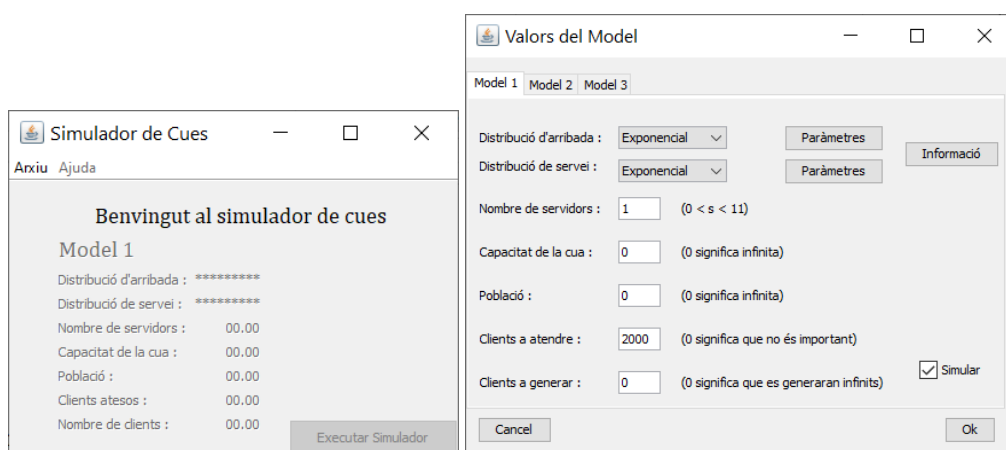 Simulador de Cues
Arxiu Ajuda
Benvingut al simulador de cues
Model 1
Distribució d'arribada : *********
Distribució de servei : *********
Nombre de servidors : 00.00
Capacitat de la cua : 00.00
Població : 00.00
Clients atesos : 00.00
Nombre de clients : 00.00
Executar Simulador
Valors del Model
Model 1 Model 2 Model 3
Distribució d'arribada : Exponencial Paràmetres
Informació
Distribució de servei : Exponencial Paràmetres
Nombre de servidors : 1 (0 < s < 11)
Capacitat de la cua : 0 (0 significa infinita)
Població : 0 (0 significa infinita)
Clients a atendre : 2000 (0 significa que no és important)
Simular
Clients a generar : 0 (0 significa que es generaran infinits)
Cancel Ok